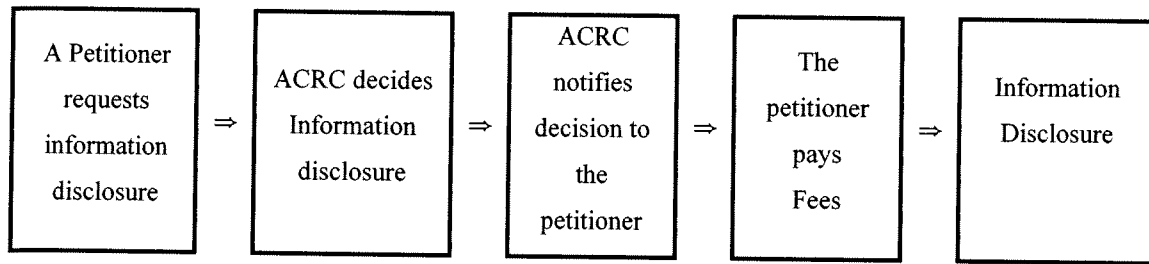 A Petitioner
requests
information
disclosure
⇒
ACRC decides
Information
disclosure
⇒
ACRC
notifies
decision to
the
petitioner
⇒
The
petitioner
pays
Fees
⇒
Information
Disclosure